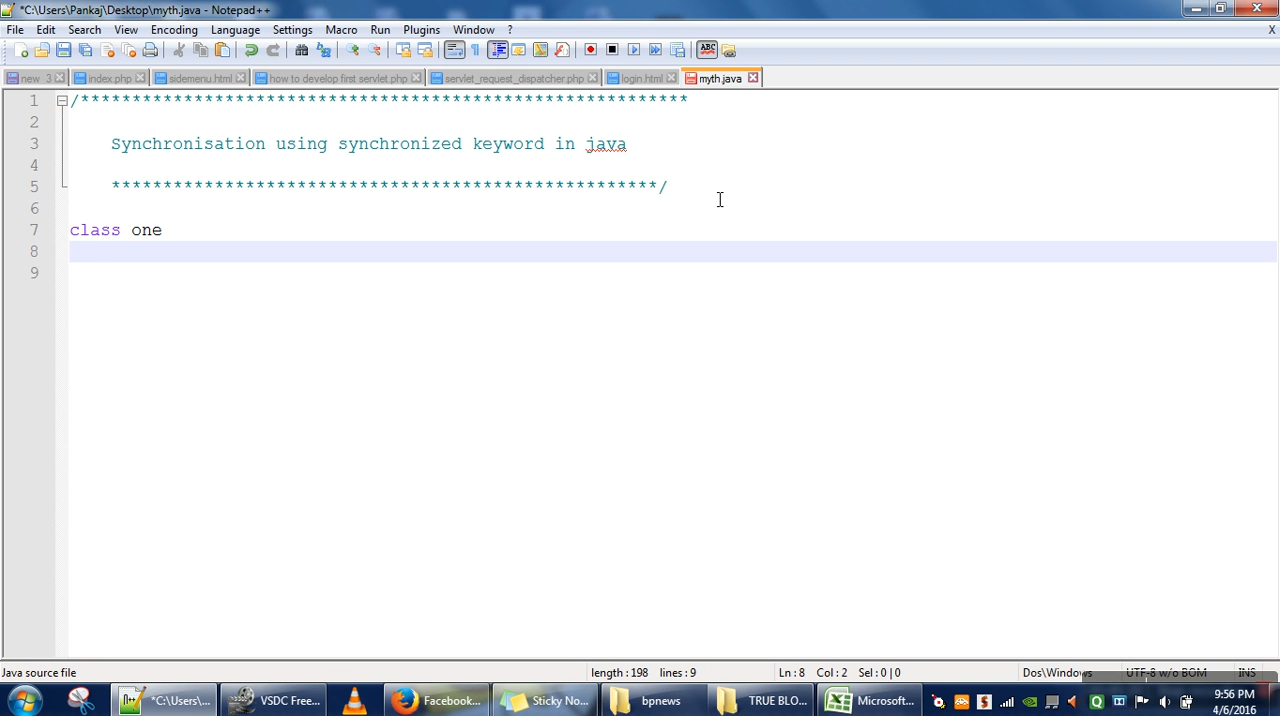 *C:\Users\Pankaj\Desktop\myth.java - Notepad++
File Edit Search View Encoding Language Settings Macro Run Plugins Window ? X
new 3 index.php sidemenu.html how to develop first servlet.php servlet_request_dispatcher.php login.html myth.java
1 /***********************************************************
2
3 Synchronisation using synchronized keyword in java
4
5 *****************************************************/
6
7 class one
8
9
Java source file length : 198 lines : 9 Ln : 8 Col : 2 Sel : 0 | 0 Dos\Windows UTF-8 w/o BOM INS
*C:\Users\... VSDC Free... Facebook... Sticky No... bpnews TRUE BLO... Microsoft... 9:56 PM
4/6/2016